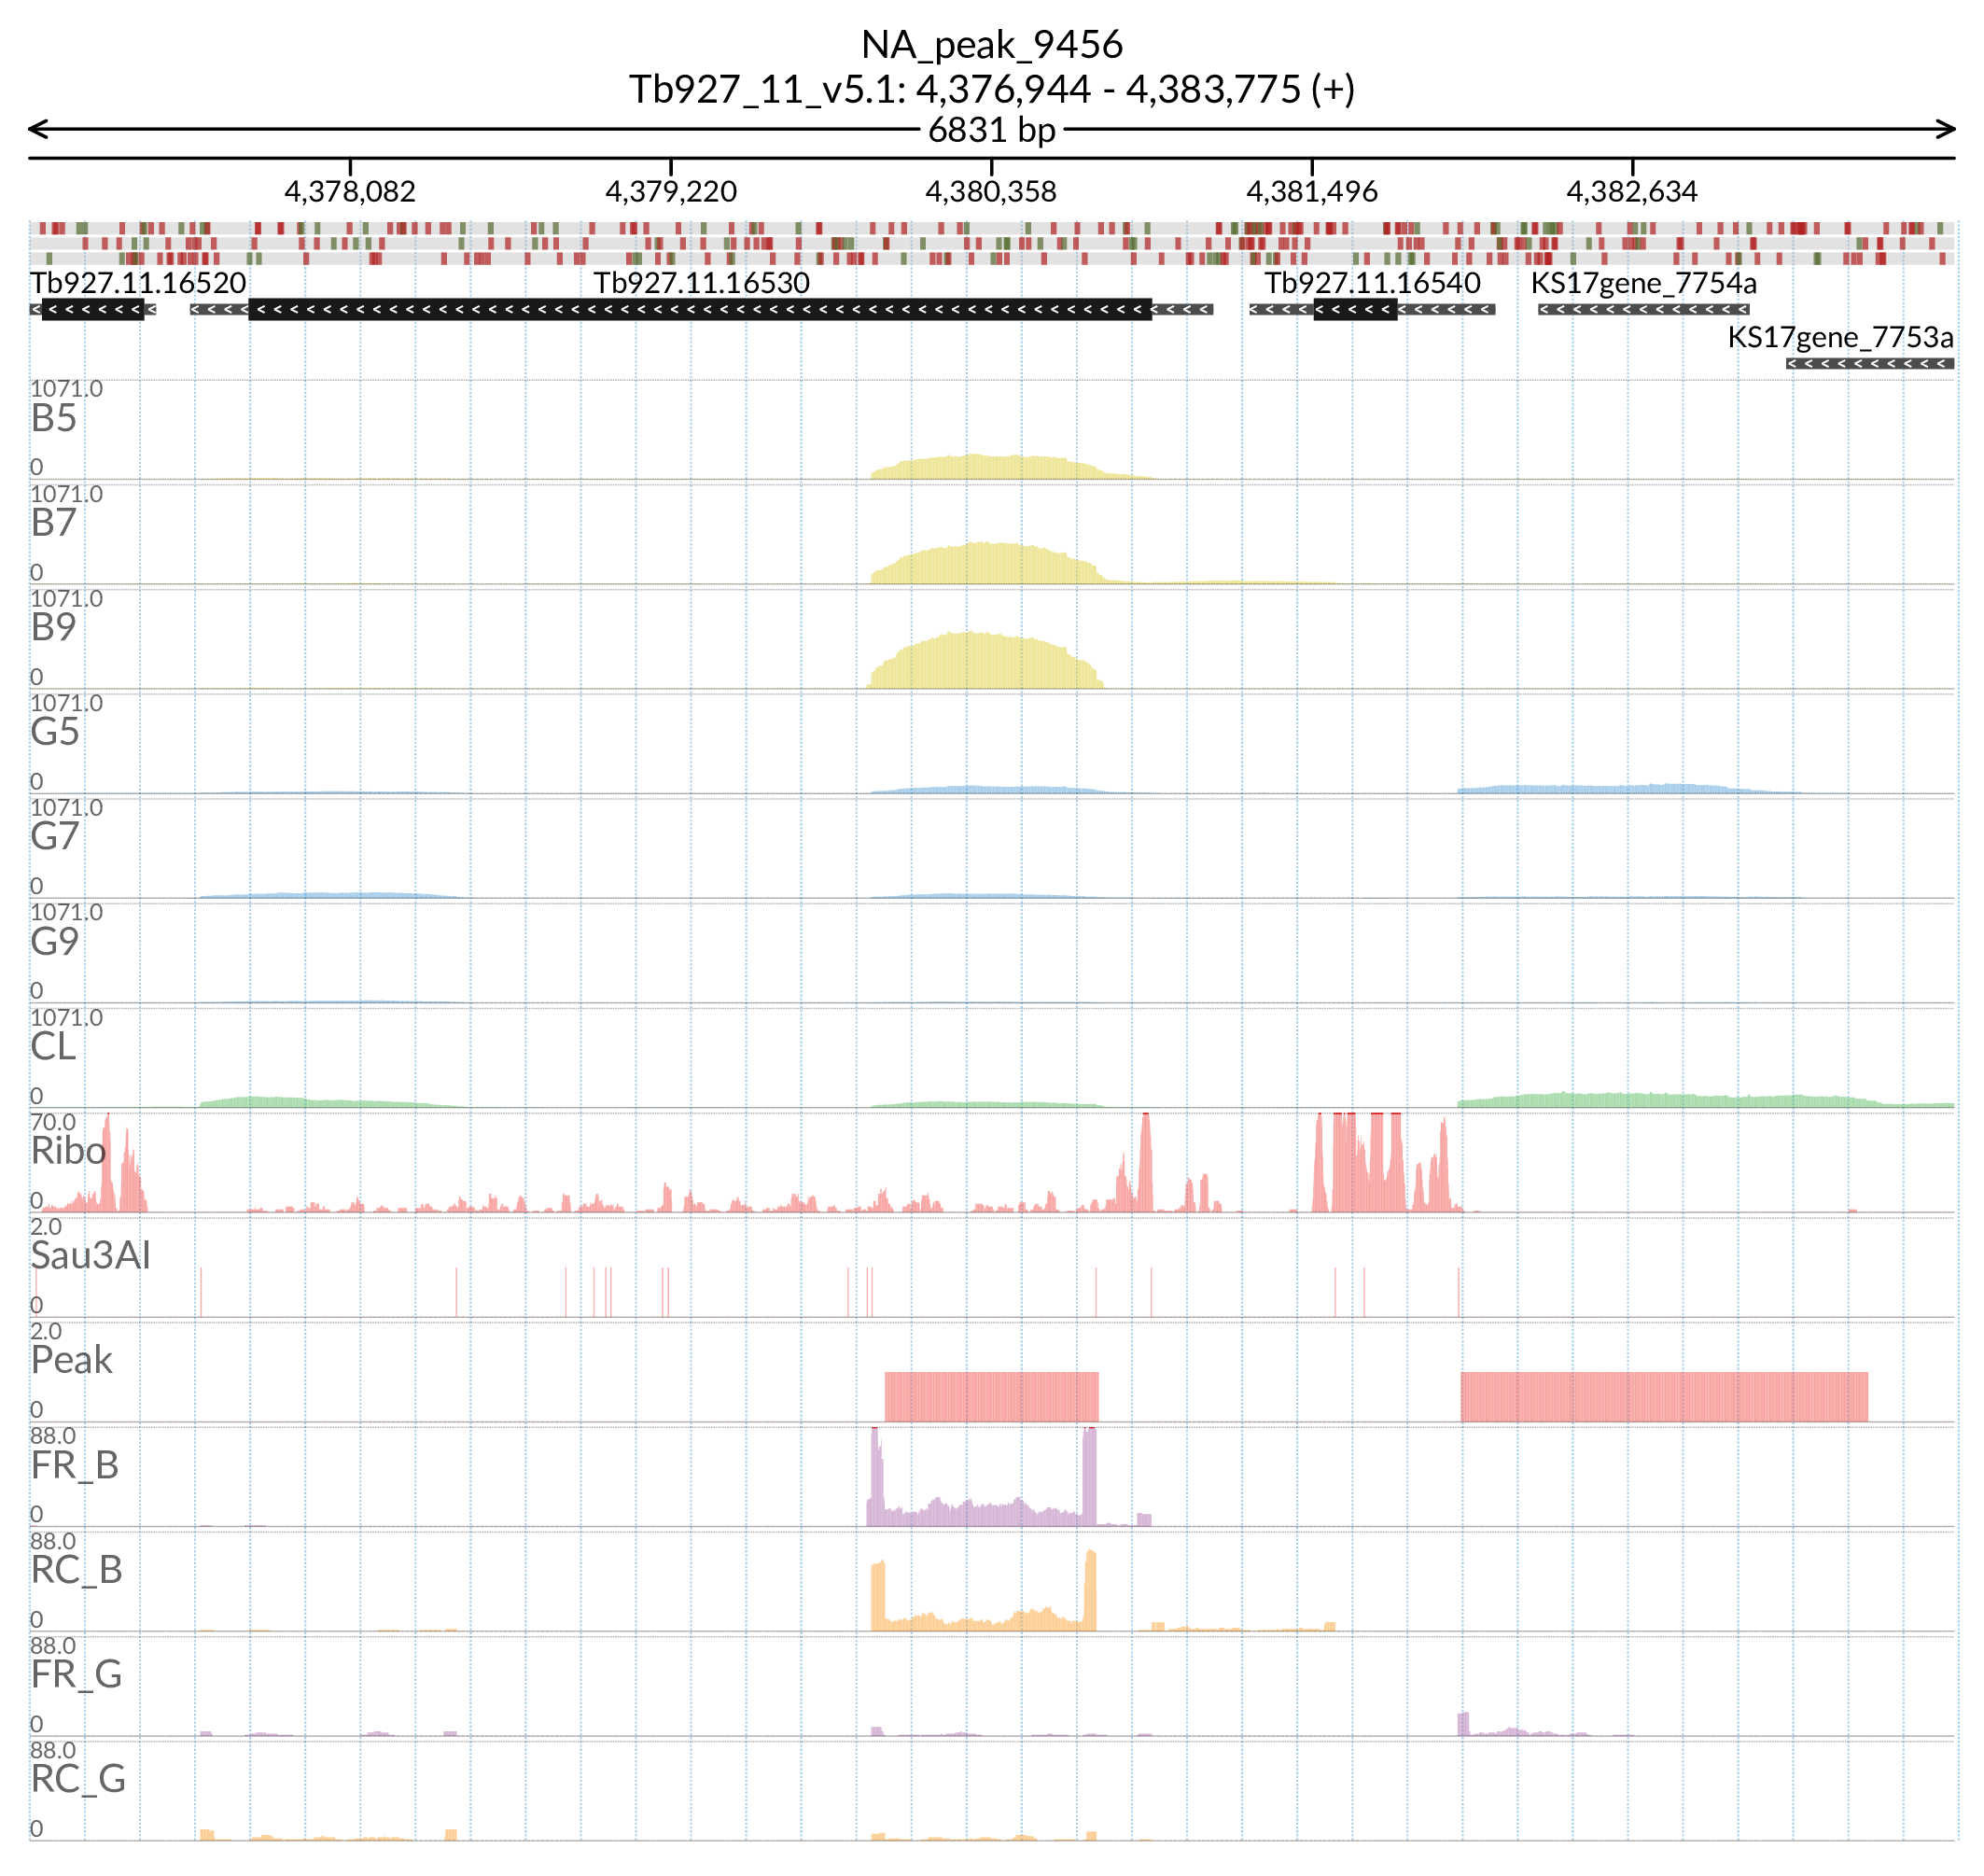 NA_peak_9456
Tb927_11_v5.1: 4,376,944 - 4,383,775 (+)
6831 bp
4,378,082 4,379,220 4,380,358 4,381,496 4,382,634
Tb927.11.16520 Tb927.11.16530 Tb927.11.16540 KS17gene_7754a
KS17gene_7753a
1071.0
B5
0
1071.0
B7
0
1071.0
B9
0
1071.0
G5
0
1071.0
G7
0
1071.0
G9
0
1071.0
CL
0
70.0
Ribo
0
2.0
Sau3AI
0
2.0
Peak
0
88.0
FR_B
0
88.0
RC_B
0
88.0
FR_G
0
88.0
RC_G
0